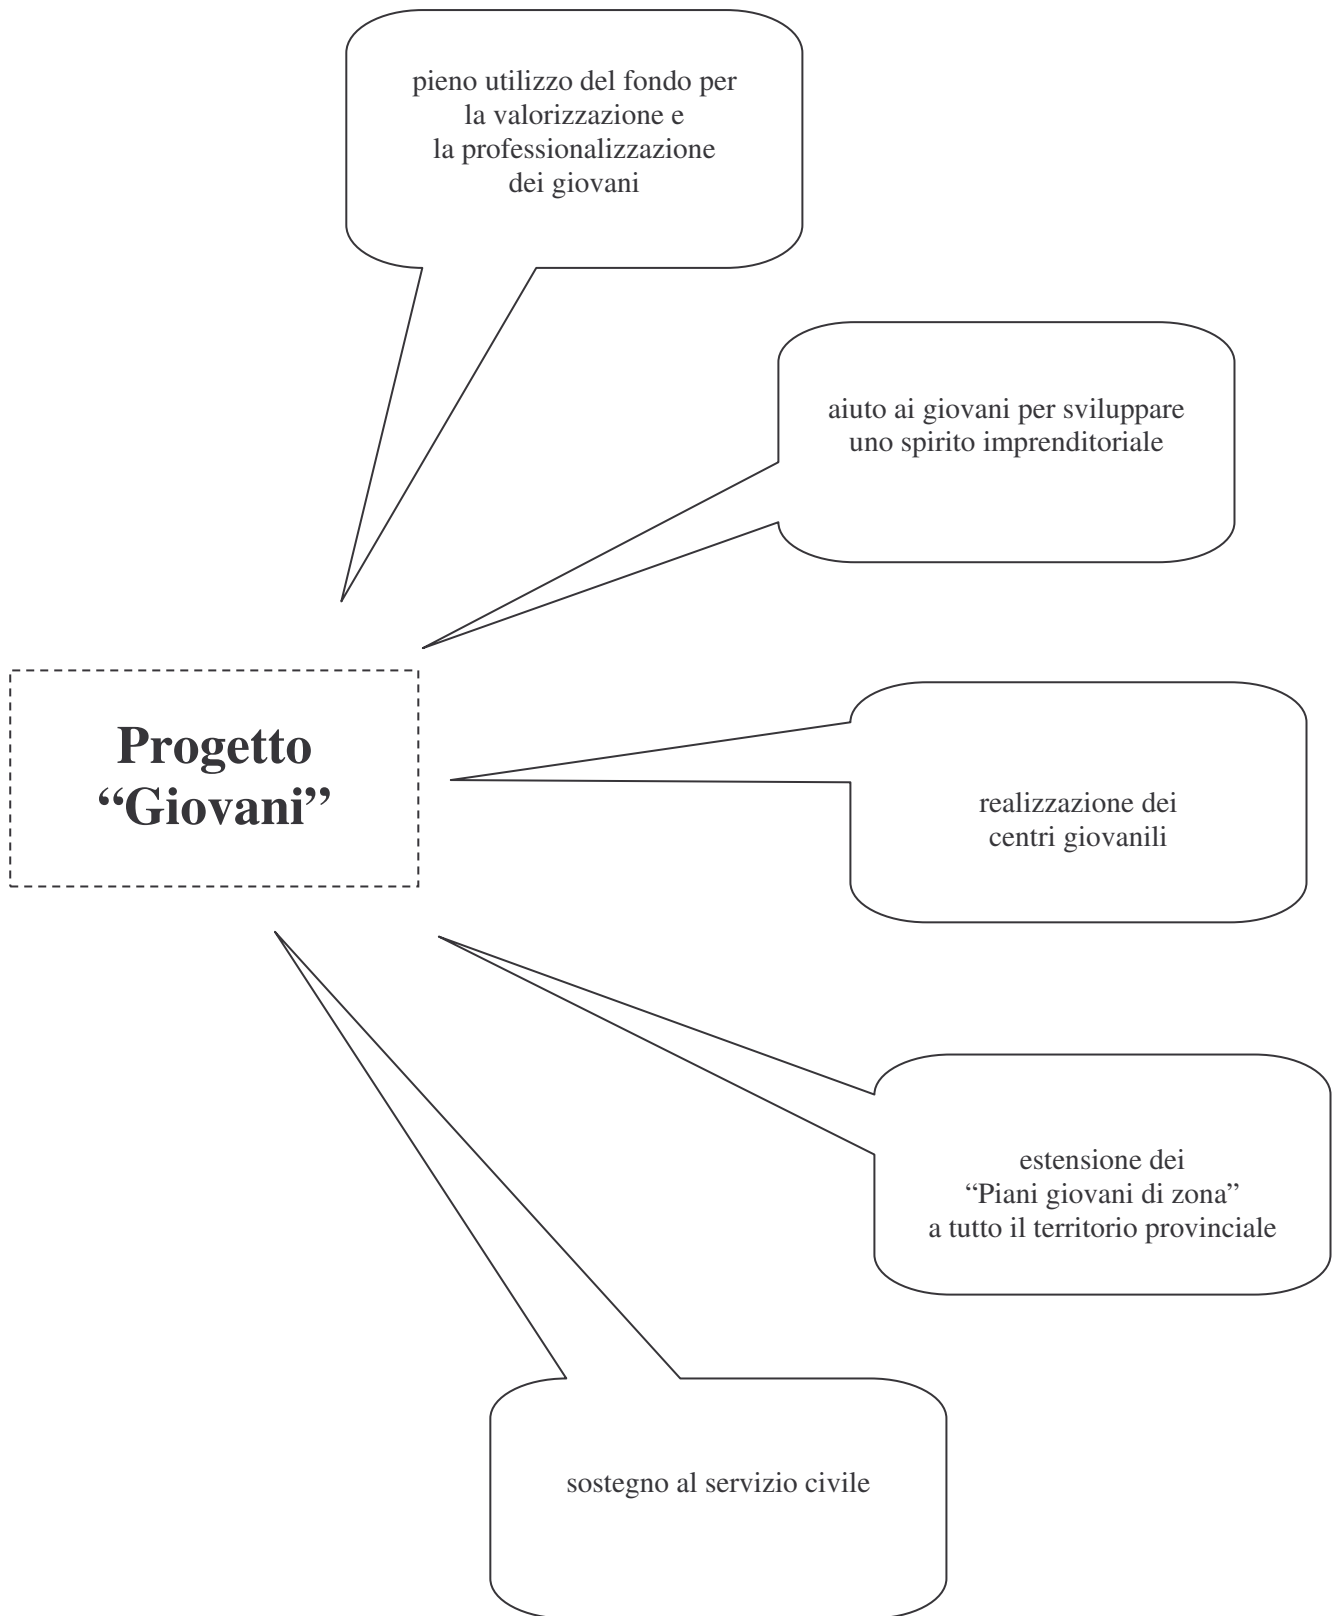 pieno utilizzo del fondo per
la valorizzazione e
la professionalizzazione
dei giovani
aiuto ai giovani per sviluppare
uno spirito imprenditoriale
Progetto
“Giovani”
realizzazione dei
centri giovanili
estensione dei
“Piani giovani di zona”
a tutto il territorio provinciale
sostegno al servizio civile